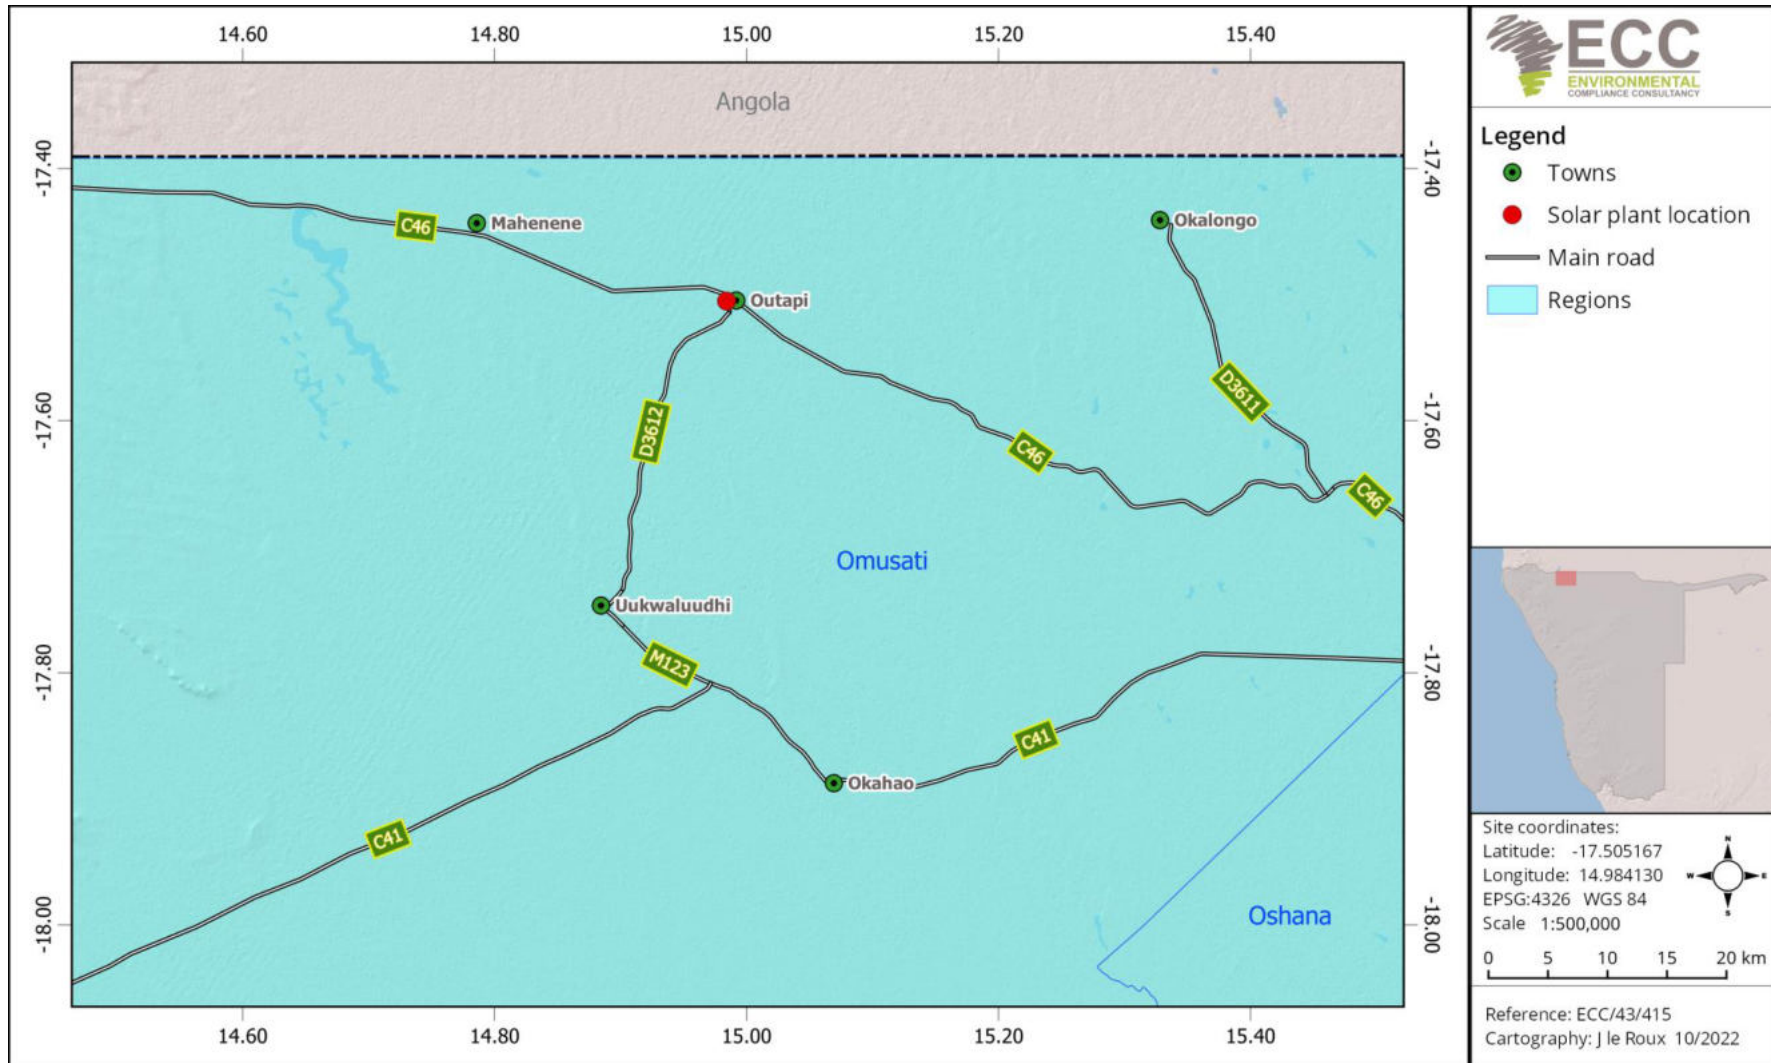 14.60 14.80 15.00 15.20 15.40
Angola
-17.40 -17.40
Mahenene
Okalongo
C46
Outapi
D3611
D3612
-17.60 -17.60
C46
C46
Omusati
Uukwaluudhi
M123
-17.80 -17.80
C41
Okahao
C41
Oshana
-18.00 -18.00
14.60 14.80 15.00 15.20 15.40
ECC
ENVIRONMENTAL
COMPLIANCE CONSULTANCY
Legend
Towns
Solar plant location
Main road
Regions
Site coordinates:
Latitude: -17.505167
Longitude: 14.984130
EPSG:4326 WGS 84
Scale 1:500,000
N
W E
S
0 5 10 15 20 km
Reference: ECC/43/415
Cartography: J le Roux 10/2022